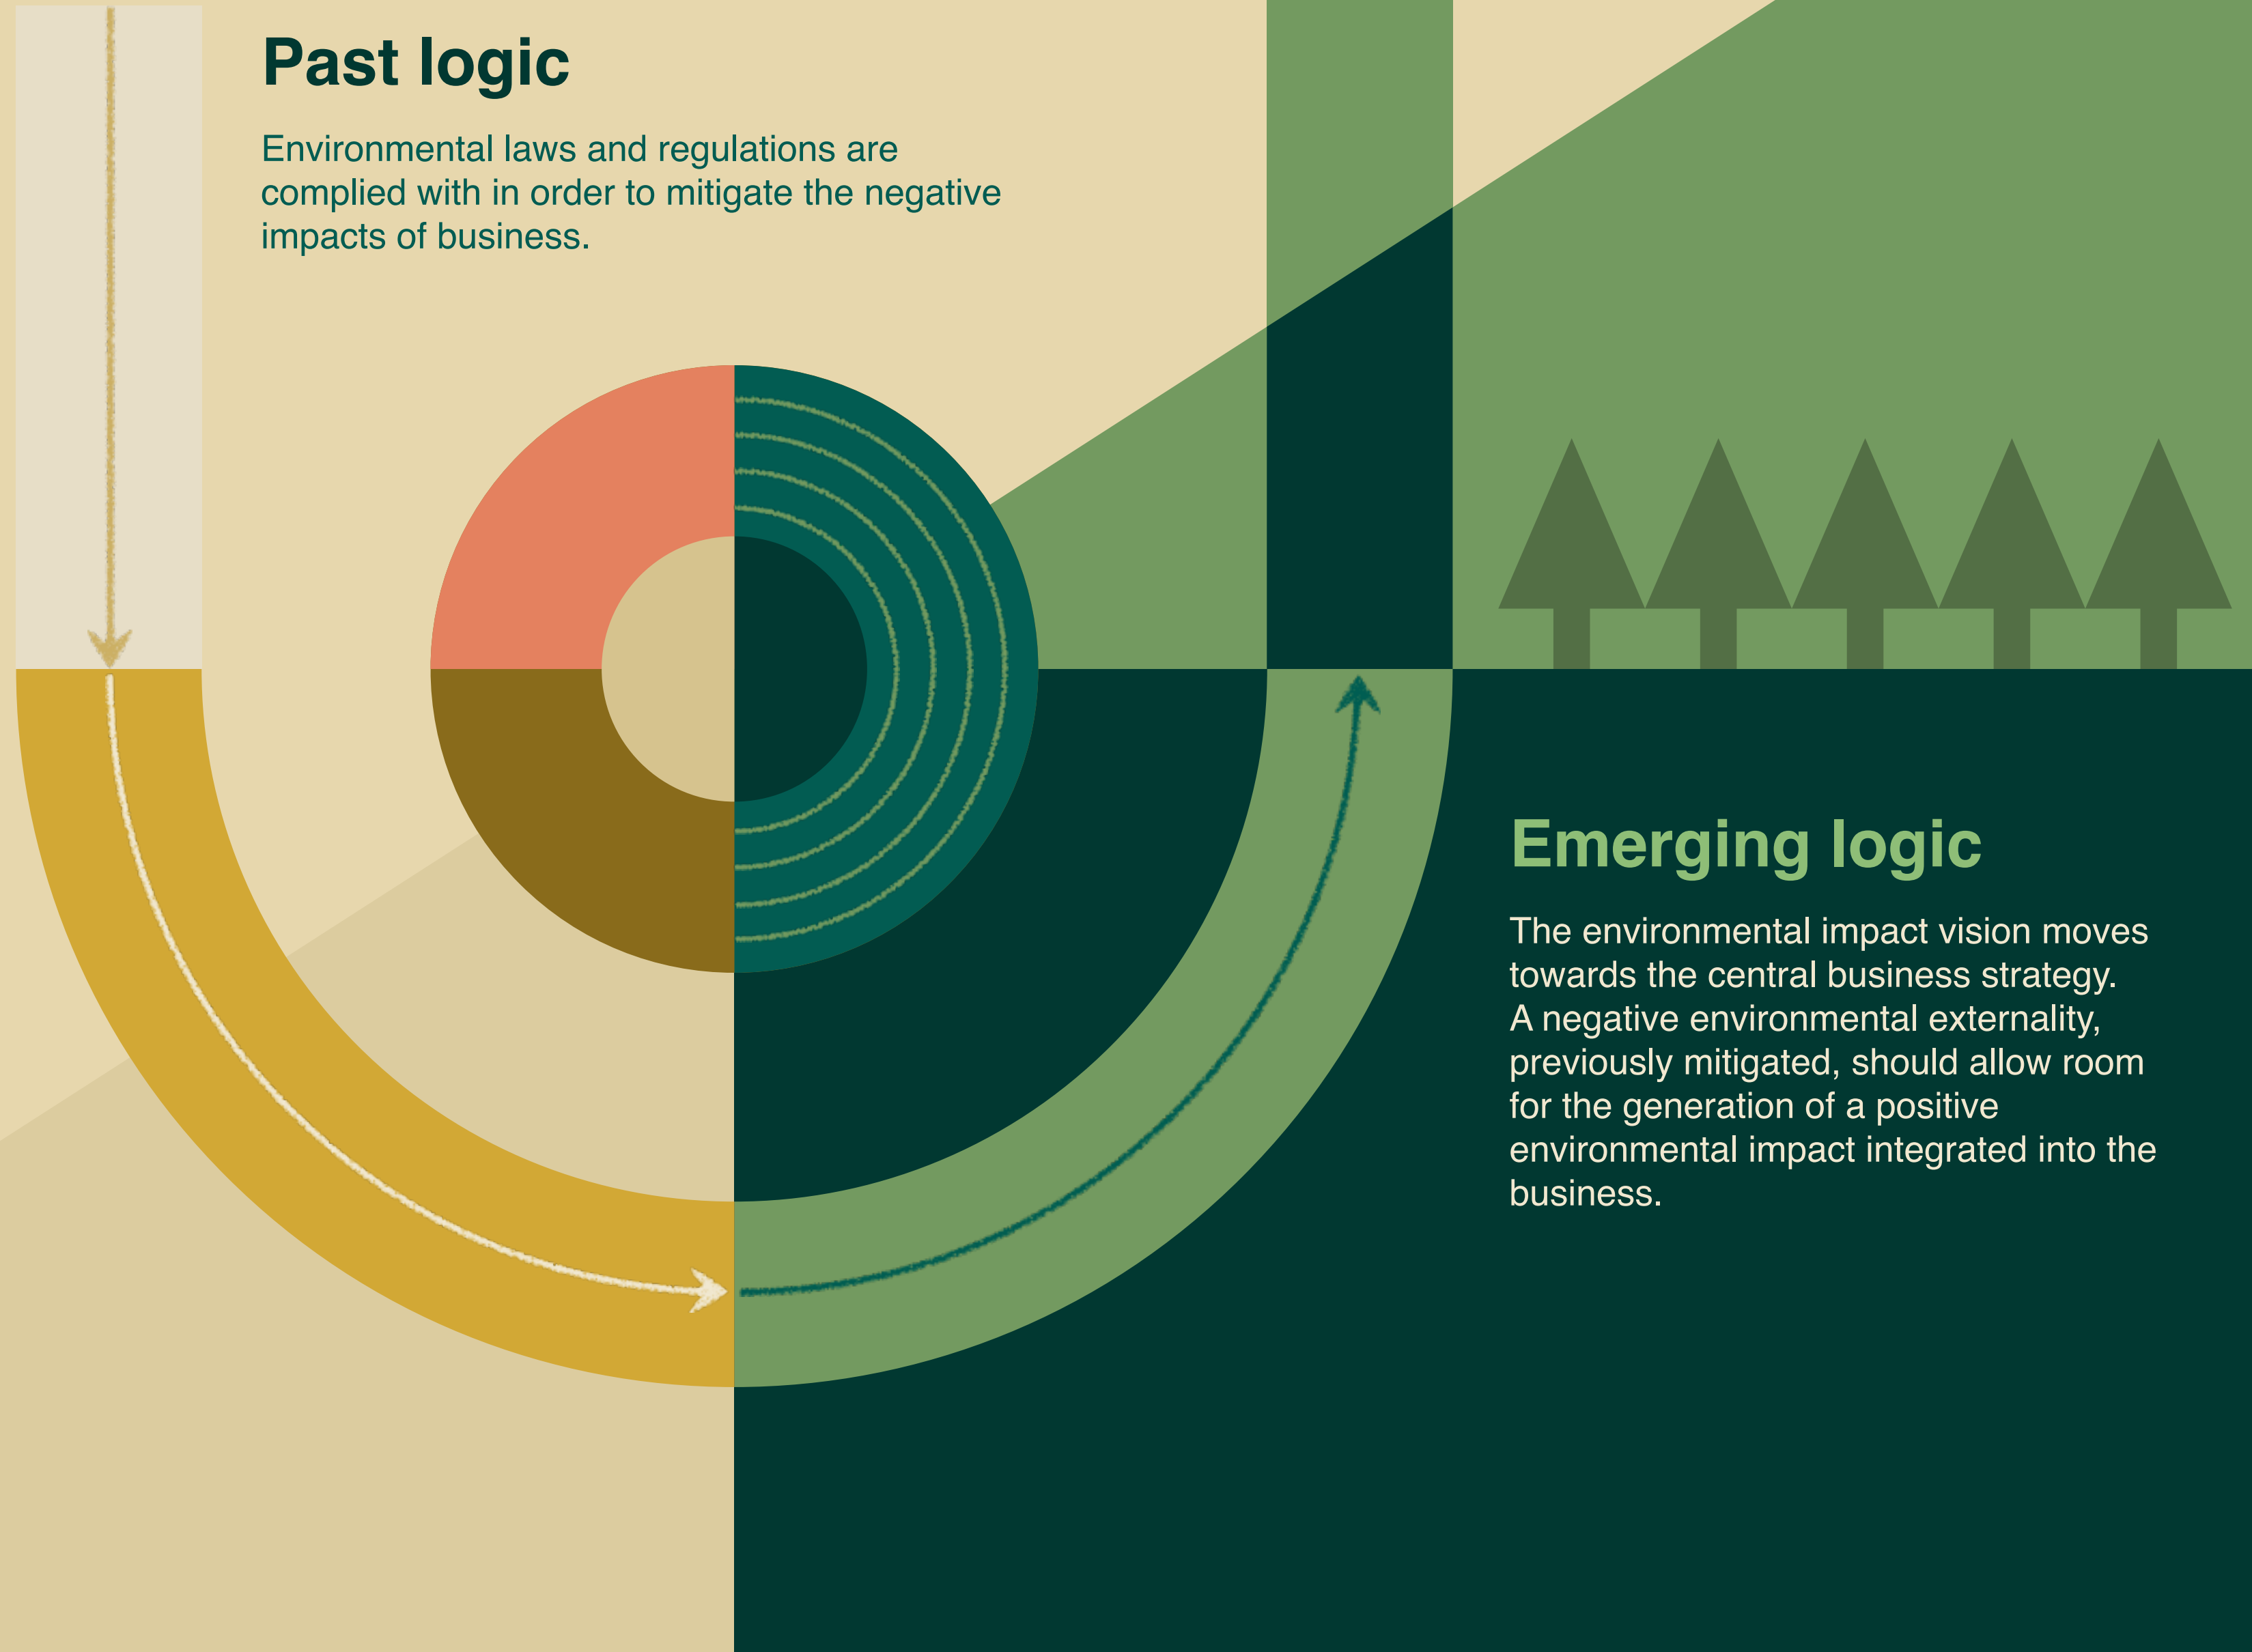 Past logic
Environmental laws and regulations are
complied with in order to mitigate the negative
impacts of business.
Emerging logic
The environmental impact vision moves
towards the central business strategy.
A negative environmental externality,
previously mitigated, should allow room
for the generation of a positive
environmental impact integrated into the
business.